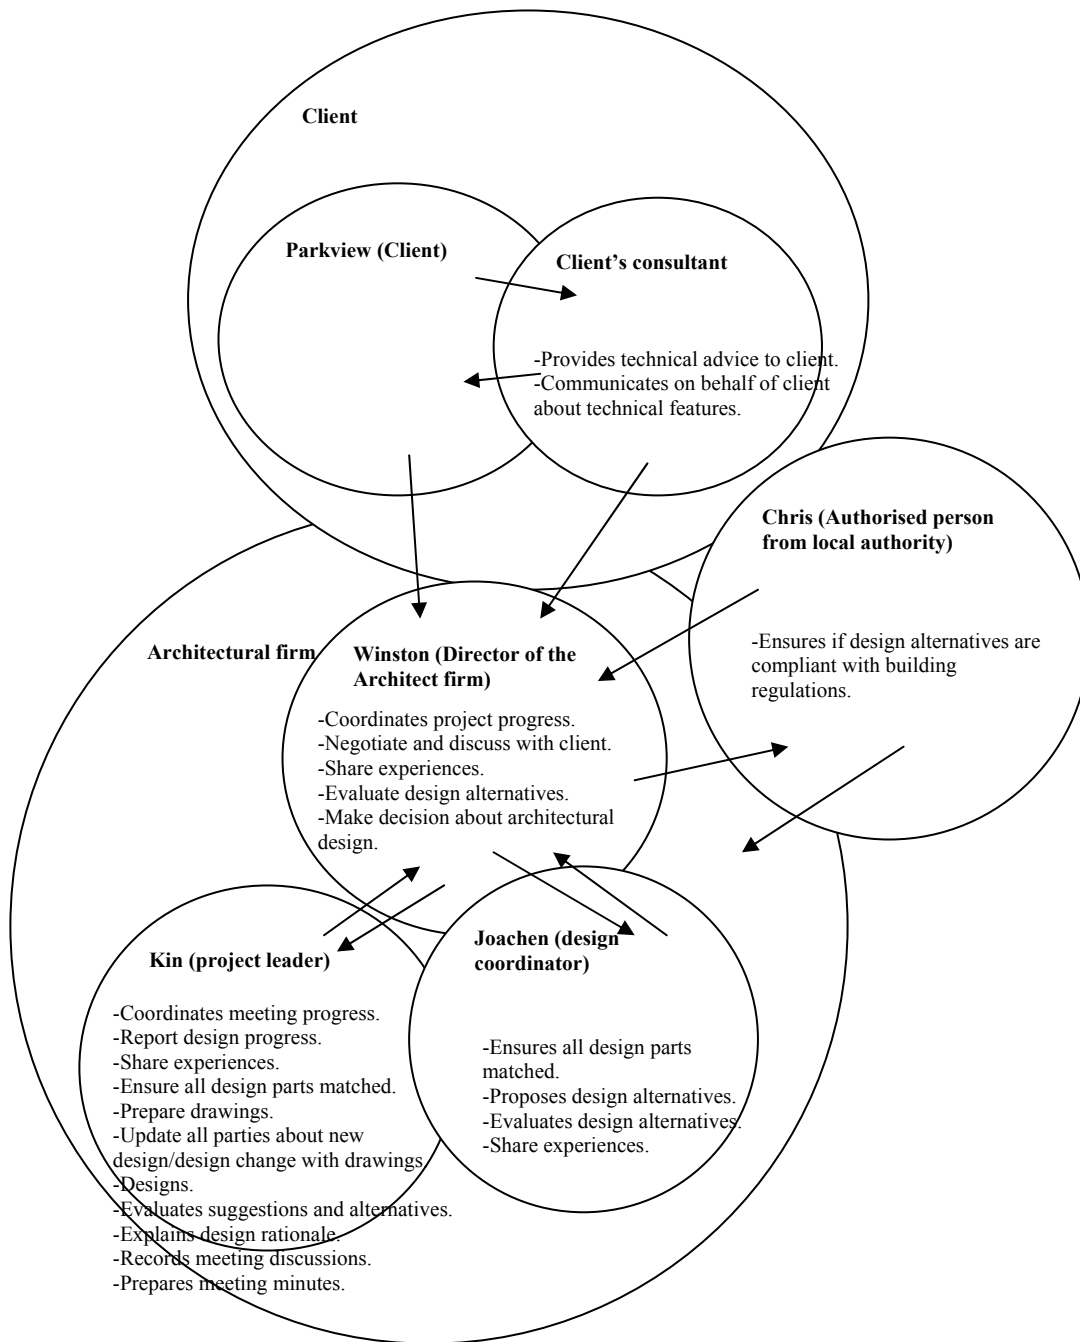 Client
Parkview (Client)
Client's consultant
-Provides technical advice to client.
-Communicates on behalf of client
about technical features.
Chris (Authorised person
from local authority)
-Ensures if design alternatives are
compliant with building
regulations.
Architectural firm
Winston (Director of the
Architect firm)
-Coordinates project progress.
-Negotiate and discuss with client.
-Share experiences.
-Evaluate design alternatives.
-Make decision about architectural
design.
Kin (project leader)
-Coordinates meeting progress.
-Report design progress.
-Share experiences.
-Ensure all design parts matched.
-Prepare drawings.
-Update all parties about new
design/design change with drawings.
-Designs.
-Evaluates suggestions and alternatives.
-Explains design rationale.
-Records meeting discussions.
-Prepares meeting minutes.
Joachen (design
coordinator)
-Ensures all design parts
matched.
-Proposes design alternatives.
-Evaluates design alternatives.
-Share experiences.